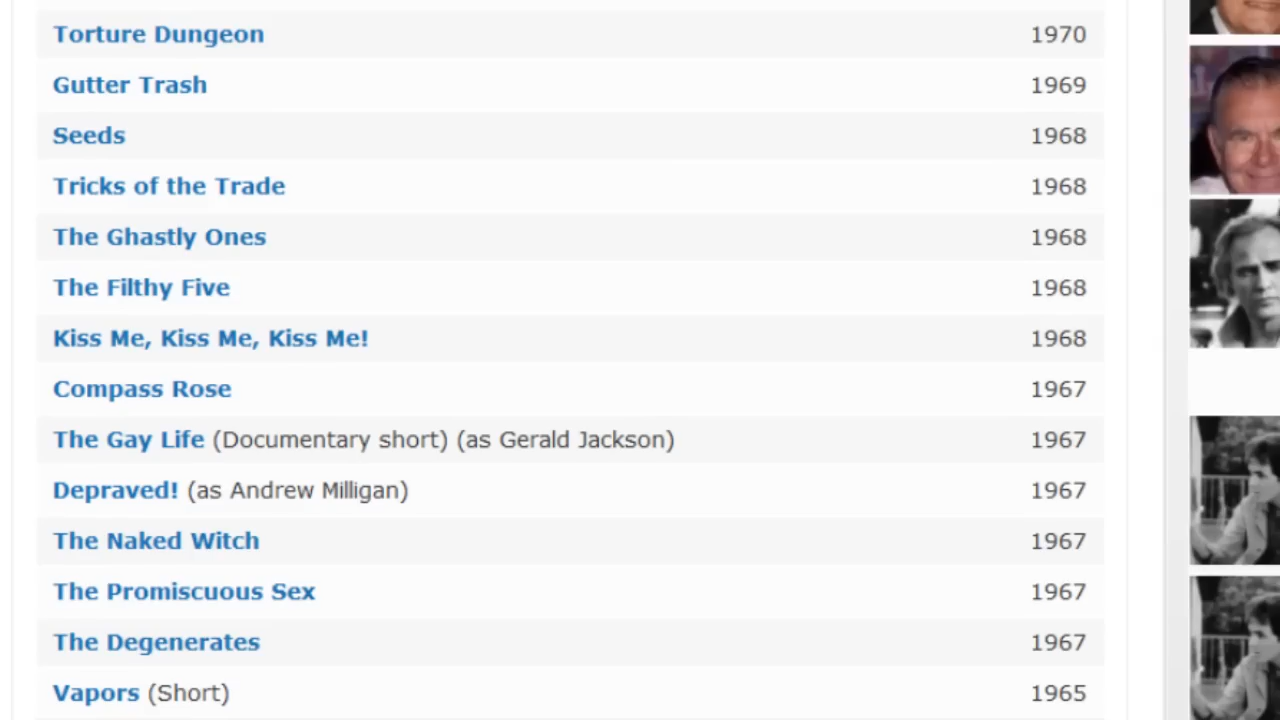 Torture Dungeon 1970
Gutter Trash 1969
Seeds 1968
Tricks of the Trade 1968
The Ghastly Ones 1968
The Filthy Five 1968
Kiss Me, Kiss Me, Kiss Me! 1968
Compass Rose 1967
The Gay Life (Documentary short) (as Gerald Jackson) 1967
Depraved! (as Andrew Milligan) 1967
The Naked Witch 1967
The Promiscuous Sex 1967
The Degenerates 1967
Vapors (Short) 1965